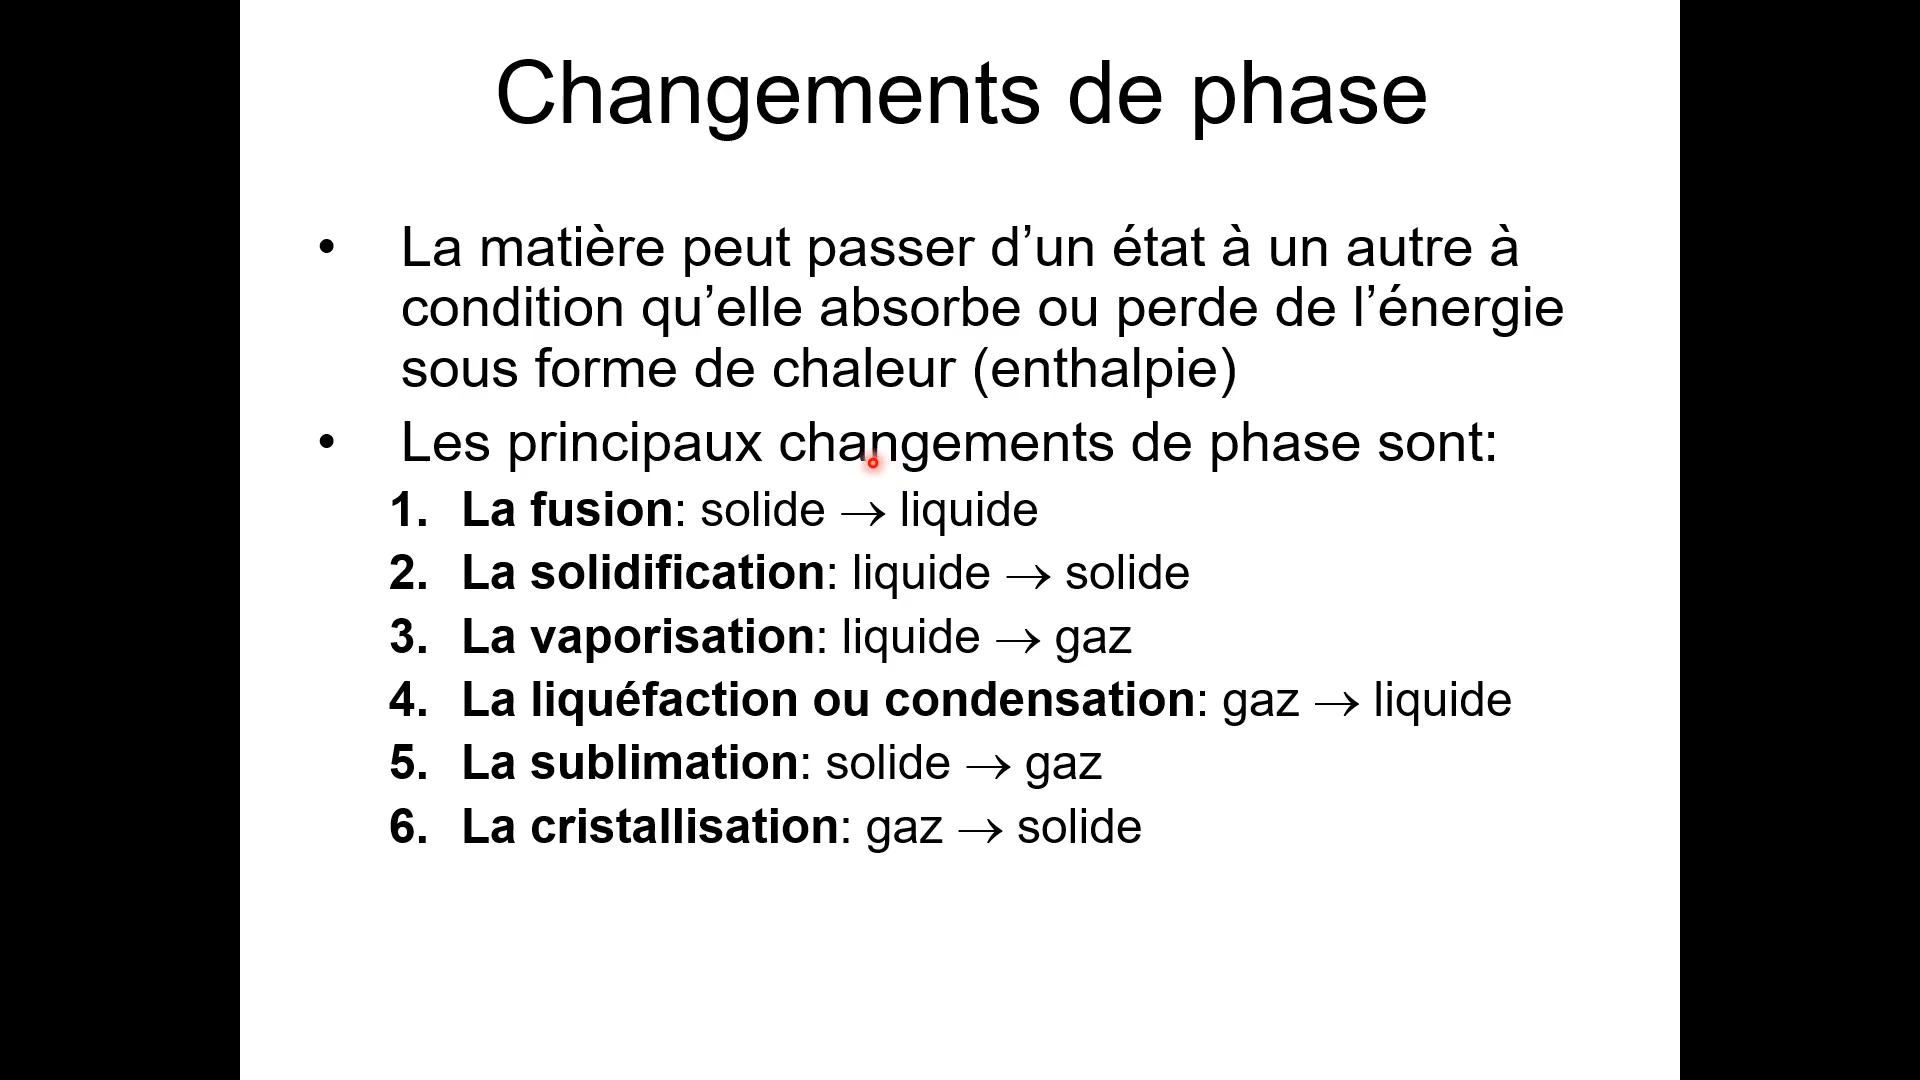 Changements de phase
• La matière peut passer d’un état à un autre à
condition qu’elle absorbe ou perde de l’énergie
sous forme de chaleur (enthalpie)
• Les principaux changements de phase sont:
1. La fusion: solide → liquide
2. La solidification: liquide → solide
3. La vaporisation: liquide → gaz
4. La liquéfaction ou condensation: gaz → liquide
5. La sublimation: solide → gaz
6. La cristallisation: gaz → solide